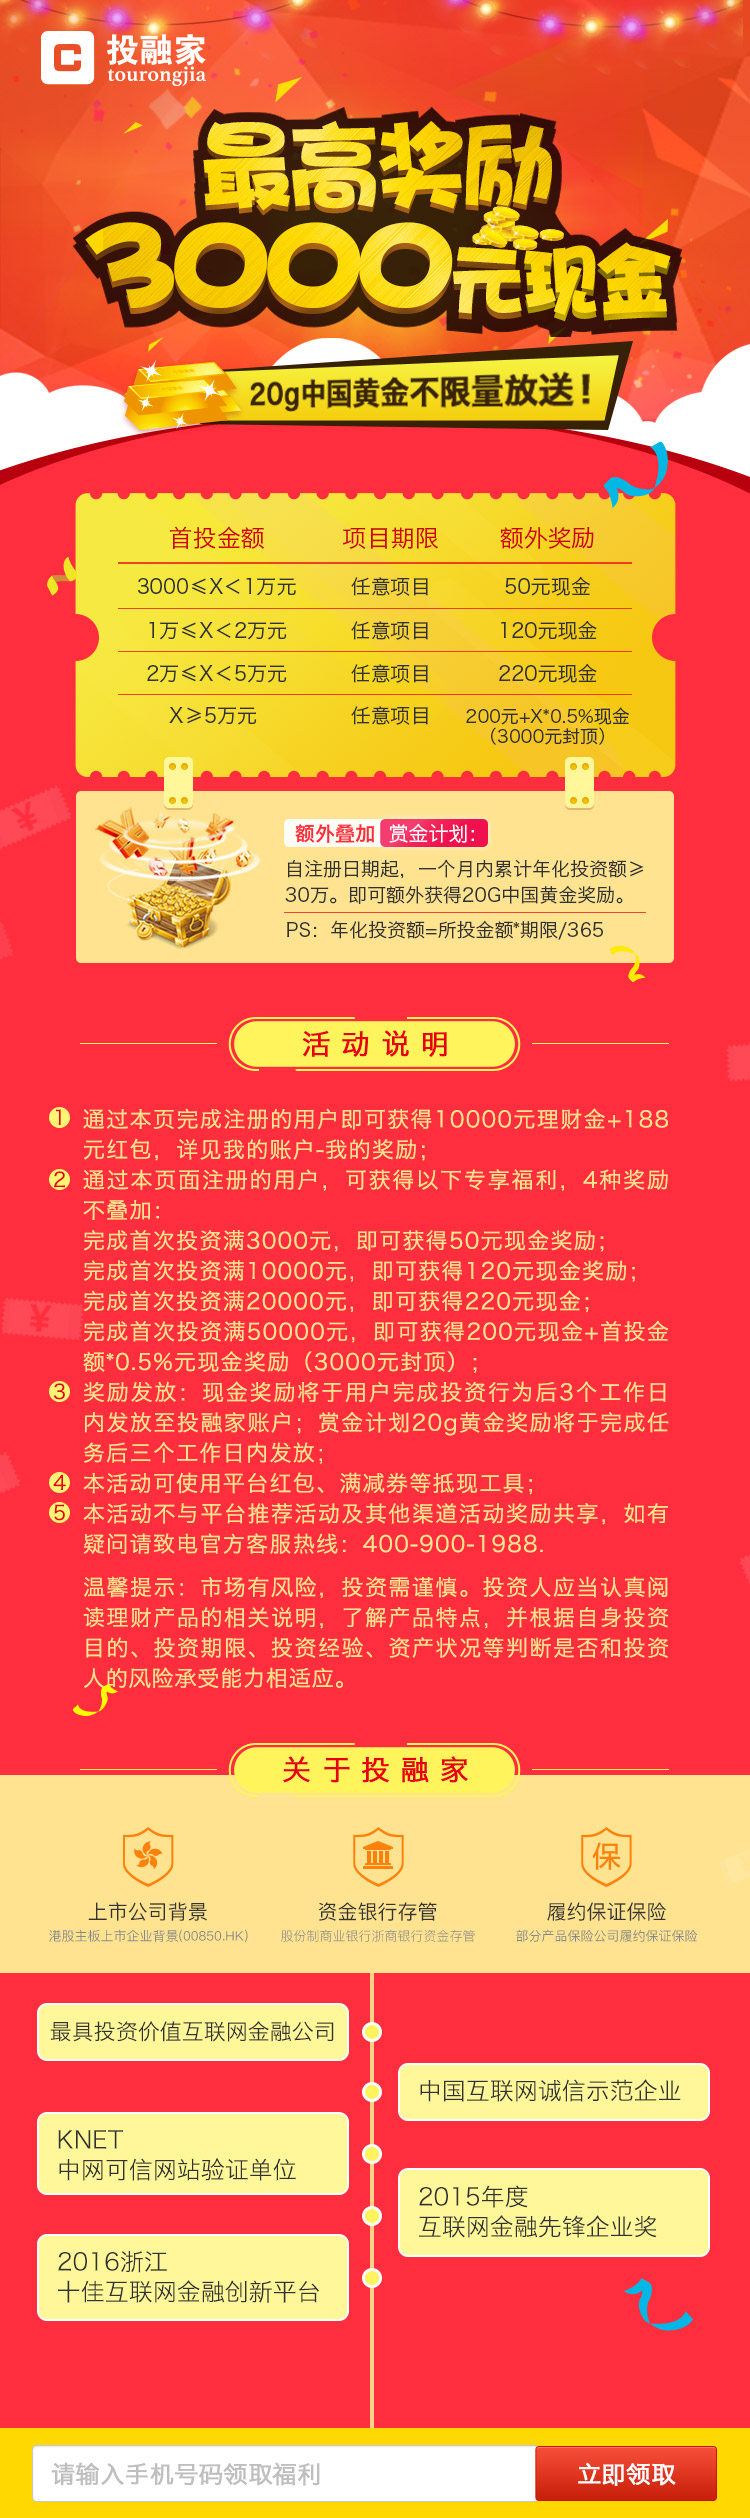 投融家
tourongjia
最高奖励
3000元现金
20g中国黄金不限量放送！
首投金额 项目期限 额外奖励
3000≤X＜1万元 任意项目 50元现金
1万≤X＜2万元 任意项目 120元现金
2万≤X＜5万元 任意项目 220元现金
X≥5万元 任意项目 200元+X*0.5%现金
（3000元封顶）
额外叠加 赏金计划：
自注册日期起，一个月内累计年化投资额≥
30万。即可额外获得20G中国黄金奖励。
PS：年化投资额=所投金额*期限/365
活动说明
1 通过本页完成注册的用户即可获得10000元理财金+188
元红包，详见我的账户-我的奖励；
2 通过本页面注册的用户，可获得以下专享福利，4种奖励
不叠加：
完成首次投资满3000元，即可获得50元现金奖励；
完成首次投资满10000元，即可获得120元现金奖励；
完成首次投资满20000元，即可获得220元现金；
完成首次投资满50000元，即可获得200元现金+首投金
额*0.5%元现金奖励（3000元封顶）；
3 奖励发放：现金奖励将于用户完成投资行为后3个工作日
内发放至投融家账户；赏金计划20g黄金奖励将于完成任
务后三个工作日内发放；
4 本活动可使用平台红包、满减券等抵现工具；
5 本活动不与平台推荐活动及其他渠道活动奖励共享，如有
疑问请致电官方客服热线：400-900-1988.
温馨提示：市场有风险，投资需谨慎。投资人应当认真阅
读理财产品的相关说明，了解产品特点，并根据自身投资
目的、投资期限、投资经验、资产状况等判断是否和投资
人的风险承受能力相适应。
关于投融家
保
上市公司背景 资金银行存管 履约保证保险
港股主板上市企业背景(00850.HK) 股份制商业银行浙商银行资金存管 部分产品保险公司履约保证保险
最具投资价值互联网金融公司
中国互联网诚信示范企业
KNET
中网可信网站验证单位
2015年度
互联网金融先锋企业奖
2016浙江
十佳互联网金融创新平台
请输入手机号码领取福利 立即领取